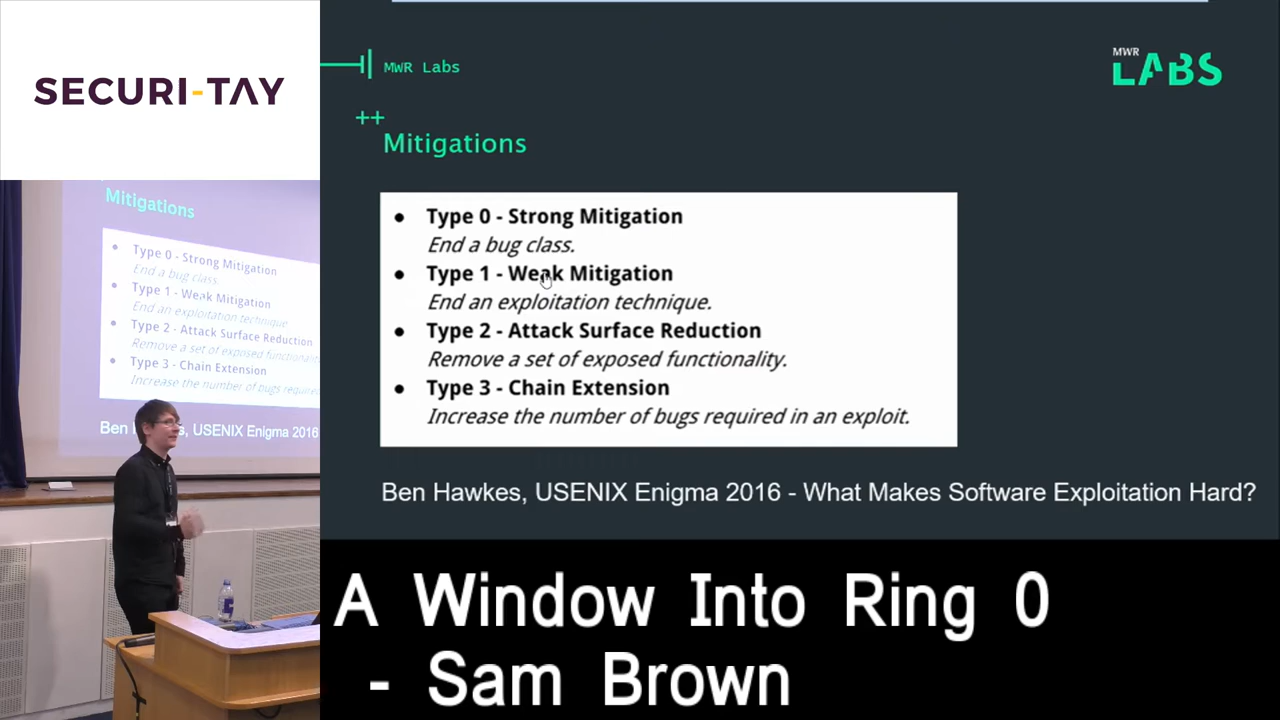 SECURI-TAY
MWR Labs
MWR
LABS
++
Mitigations
● Type 0 - Strong Mitigation
End a bug class.
● Type 1 - Weak Mitigation
End an exploitation technique.
● Type 2 - Attack Surface Reduction
Remove a set of exposed functionality.
● Type 3 - Chain Extension
Increase the number of bugs required in an exploit.
Ben Hawkes, USENIX Enigma 2016 - What Makes Software Exploitation Hard?
Mitigations
● Type 0 - Strong Mitigation
End a bug class.
● Type 1 - Weak Mitigation
End an exploitation technique.
● Type 2 - Attack Surface Reduction
Remove a set of exposed functionality
● Type 3 - Chain Extension
Increase the number of bugs required
Ben USENIX Enigma 2016
A Window Into Ring 0
- Sam Brown